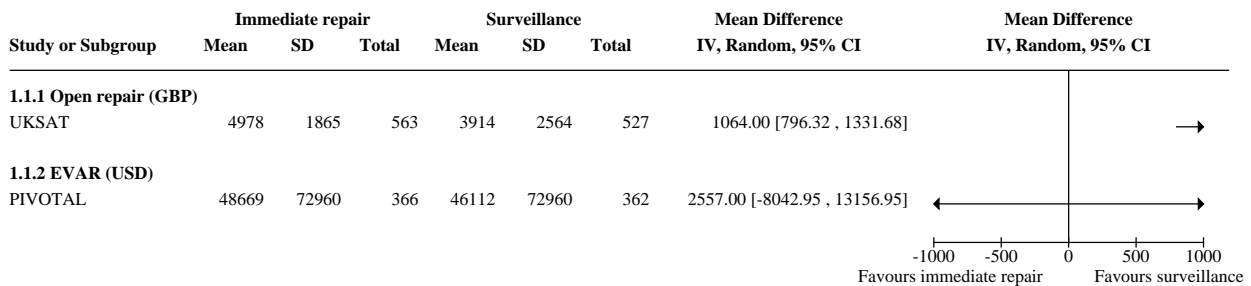 Immediate repair Surveillance Mean Difference Mean Difference
Study or Subgroup Mean SD Total Mean SD Total IV, Random, 95% CI IV, Random, 95% CI
1.1.1 Open repair (GBP)
UKSAT 4978 1865 563 3914 2564 527 1064.00 [796.32 , 1331.68]
1.1.2 EVAR (USD)
PIVOTAL 48669 72960 366 46112 72960 362 2557.00 [-8042.95 , 13156.95]
-1000 -500 0 500 1000
Favours immediate repair Favours surveillance